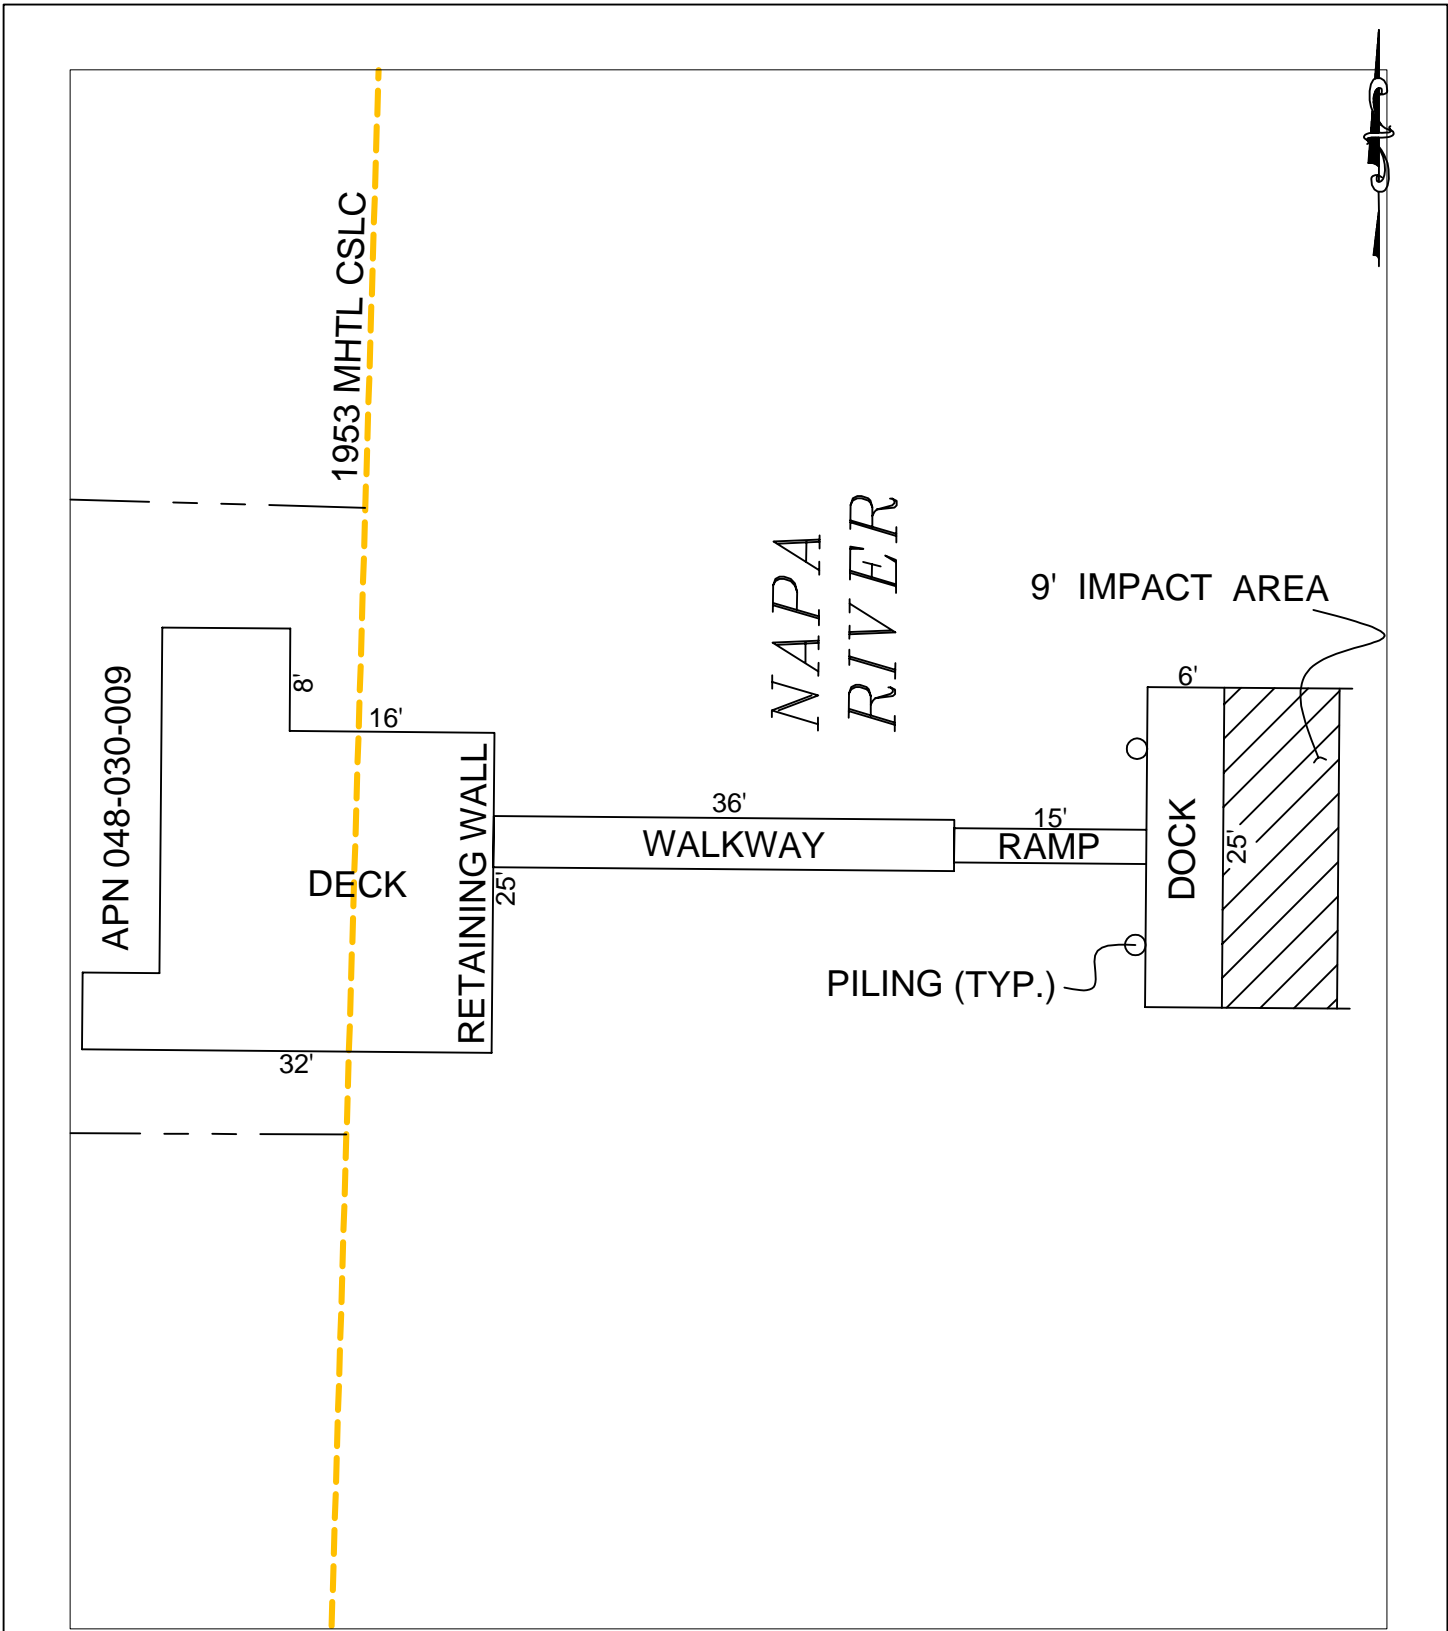 1953 MHTL CSLC
NAPA
RIVER
9' IMPACT AREA
APN 048-030-009
8'
16'
6'
RETAINING WALL
36'
WALKWAY
15'
RAMP
DOCK
25'
DECK
25'
PILING (TYP.)
32'